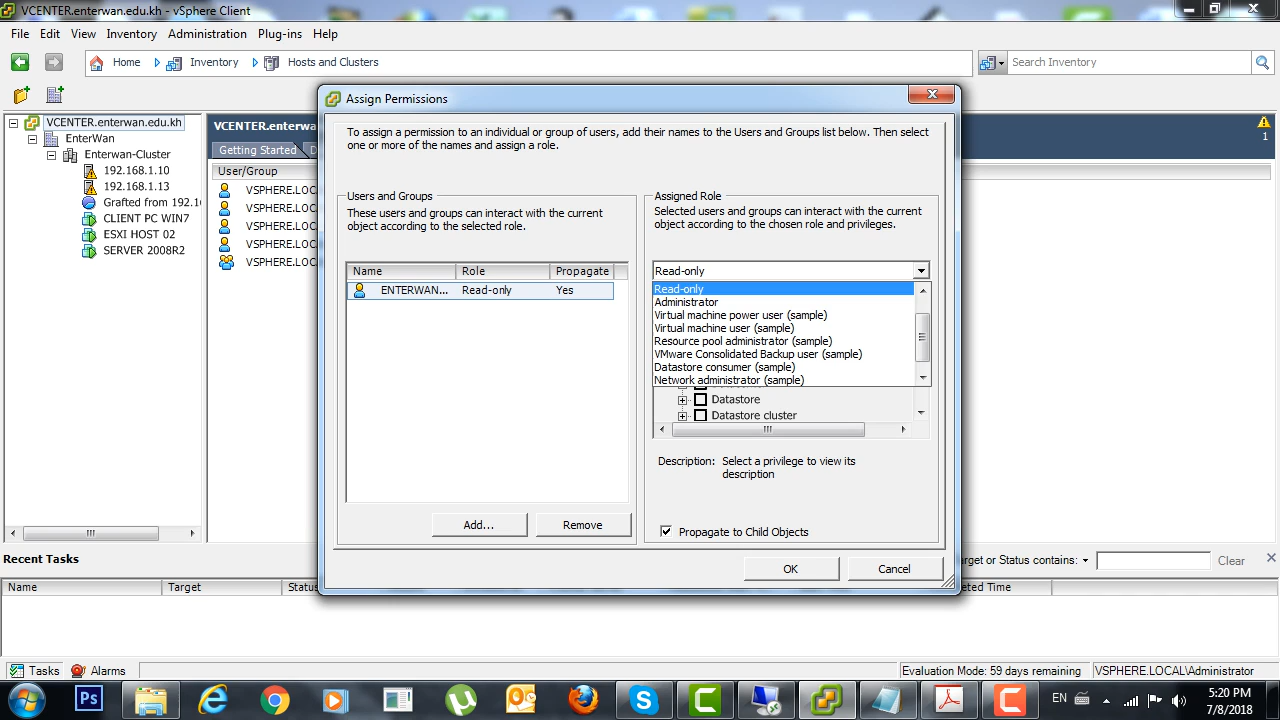 VCENTER.enterwan.edu.kh - vSphere Client
File Edit View Inventory Administration Plug-ins Help
Home Inventory Hosts and Clusters
Search Inventory
VCENTER.enterwan.edu.kh
EnterWan
Enterwan-Cluster
192.168.1.10
192.168.1.13
Grafted from 192.16
CLIENT PC WIN7
ESXI HOST 02
SERVER 2008R2
VCENTER.enterwa
1
Getting Started D
User/Group
VSPHERE.LOC
VSPHERE.LOC
VSPHERE.LOC
VSPHERE.LOC
VSPHERE.LOC
Assign Permissions
To assign a permission to an individual or group of users, add their names to the Users and Groups list below. Then select
one or more of the names and assign a role.
Users and Groups
These users and groups can interact with the current
object according to the selected role.
Name Role Propagate
ENTERWAN... Read-only Yes
Add... Remove
Assigned Role
Selected users and groups can interact with the current
object according to the chosen role and privileges.
Read-only
Read-only
Administrator
Virtual machine power user (sample)
Virtual machine user (sample)
Resource pool administrator (sample)
VMware Consolidated Backup user (sample)
Datastore consumer (sample)
Network administrator (sample)
Datastore
Datastore cluster
Description: Select a privilege to view its
description
Propagate to Child Objects
OK Cancel
Recent Tasks
arget or Status contains: Clear
Name Target Status eted Time
Tasks Alarms
Evaluation Mode: 59 days remaining VSPHERE.LOCAL\Administrator
Ps
EN
5:20 PM
7/8/2018